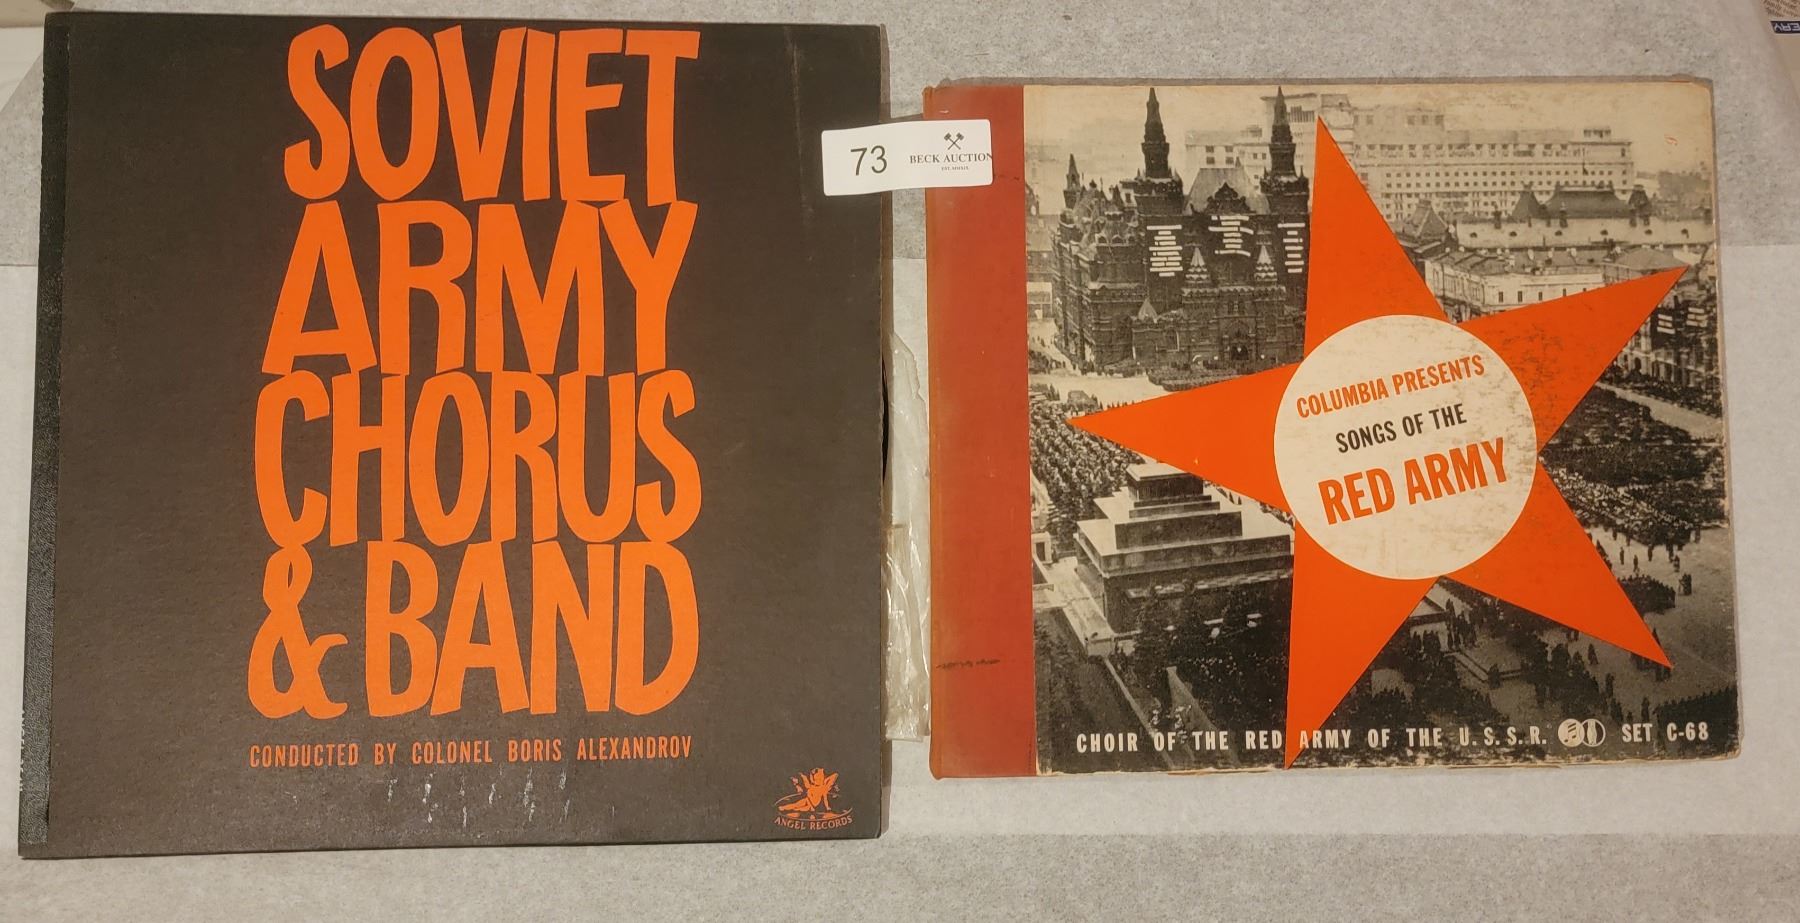 SOVIET
ARMY
CHORUS
& BAND
CONDUCTED BY COLONEL BORIS ALEXANDROV
ANGEL RECORDS
73
BECK AUCTION
COLUMBIA PRESENTS
SONGS OF THE
RED ARMY
CHOIR OF THE RED ARMY OF THE U.S.S.R. SET C-68